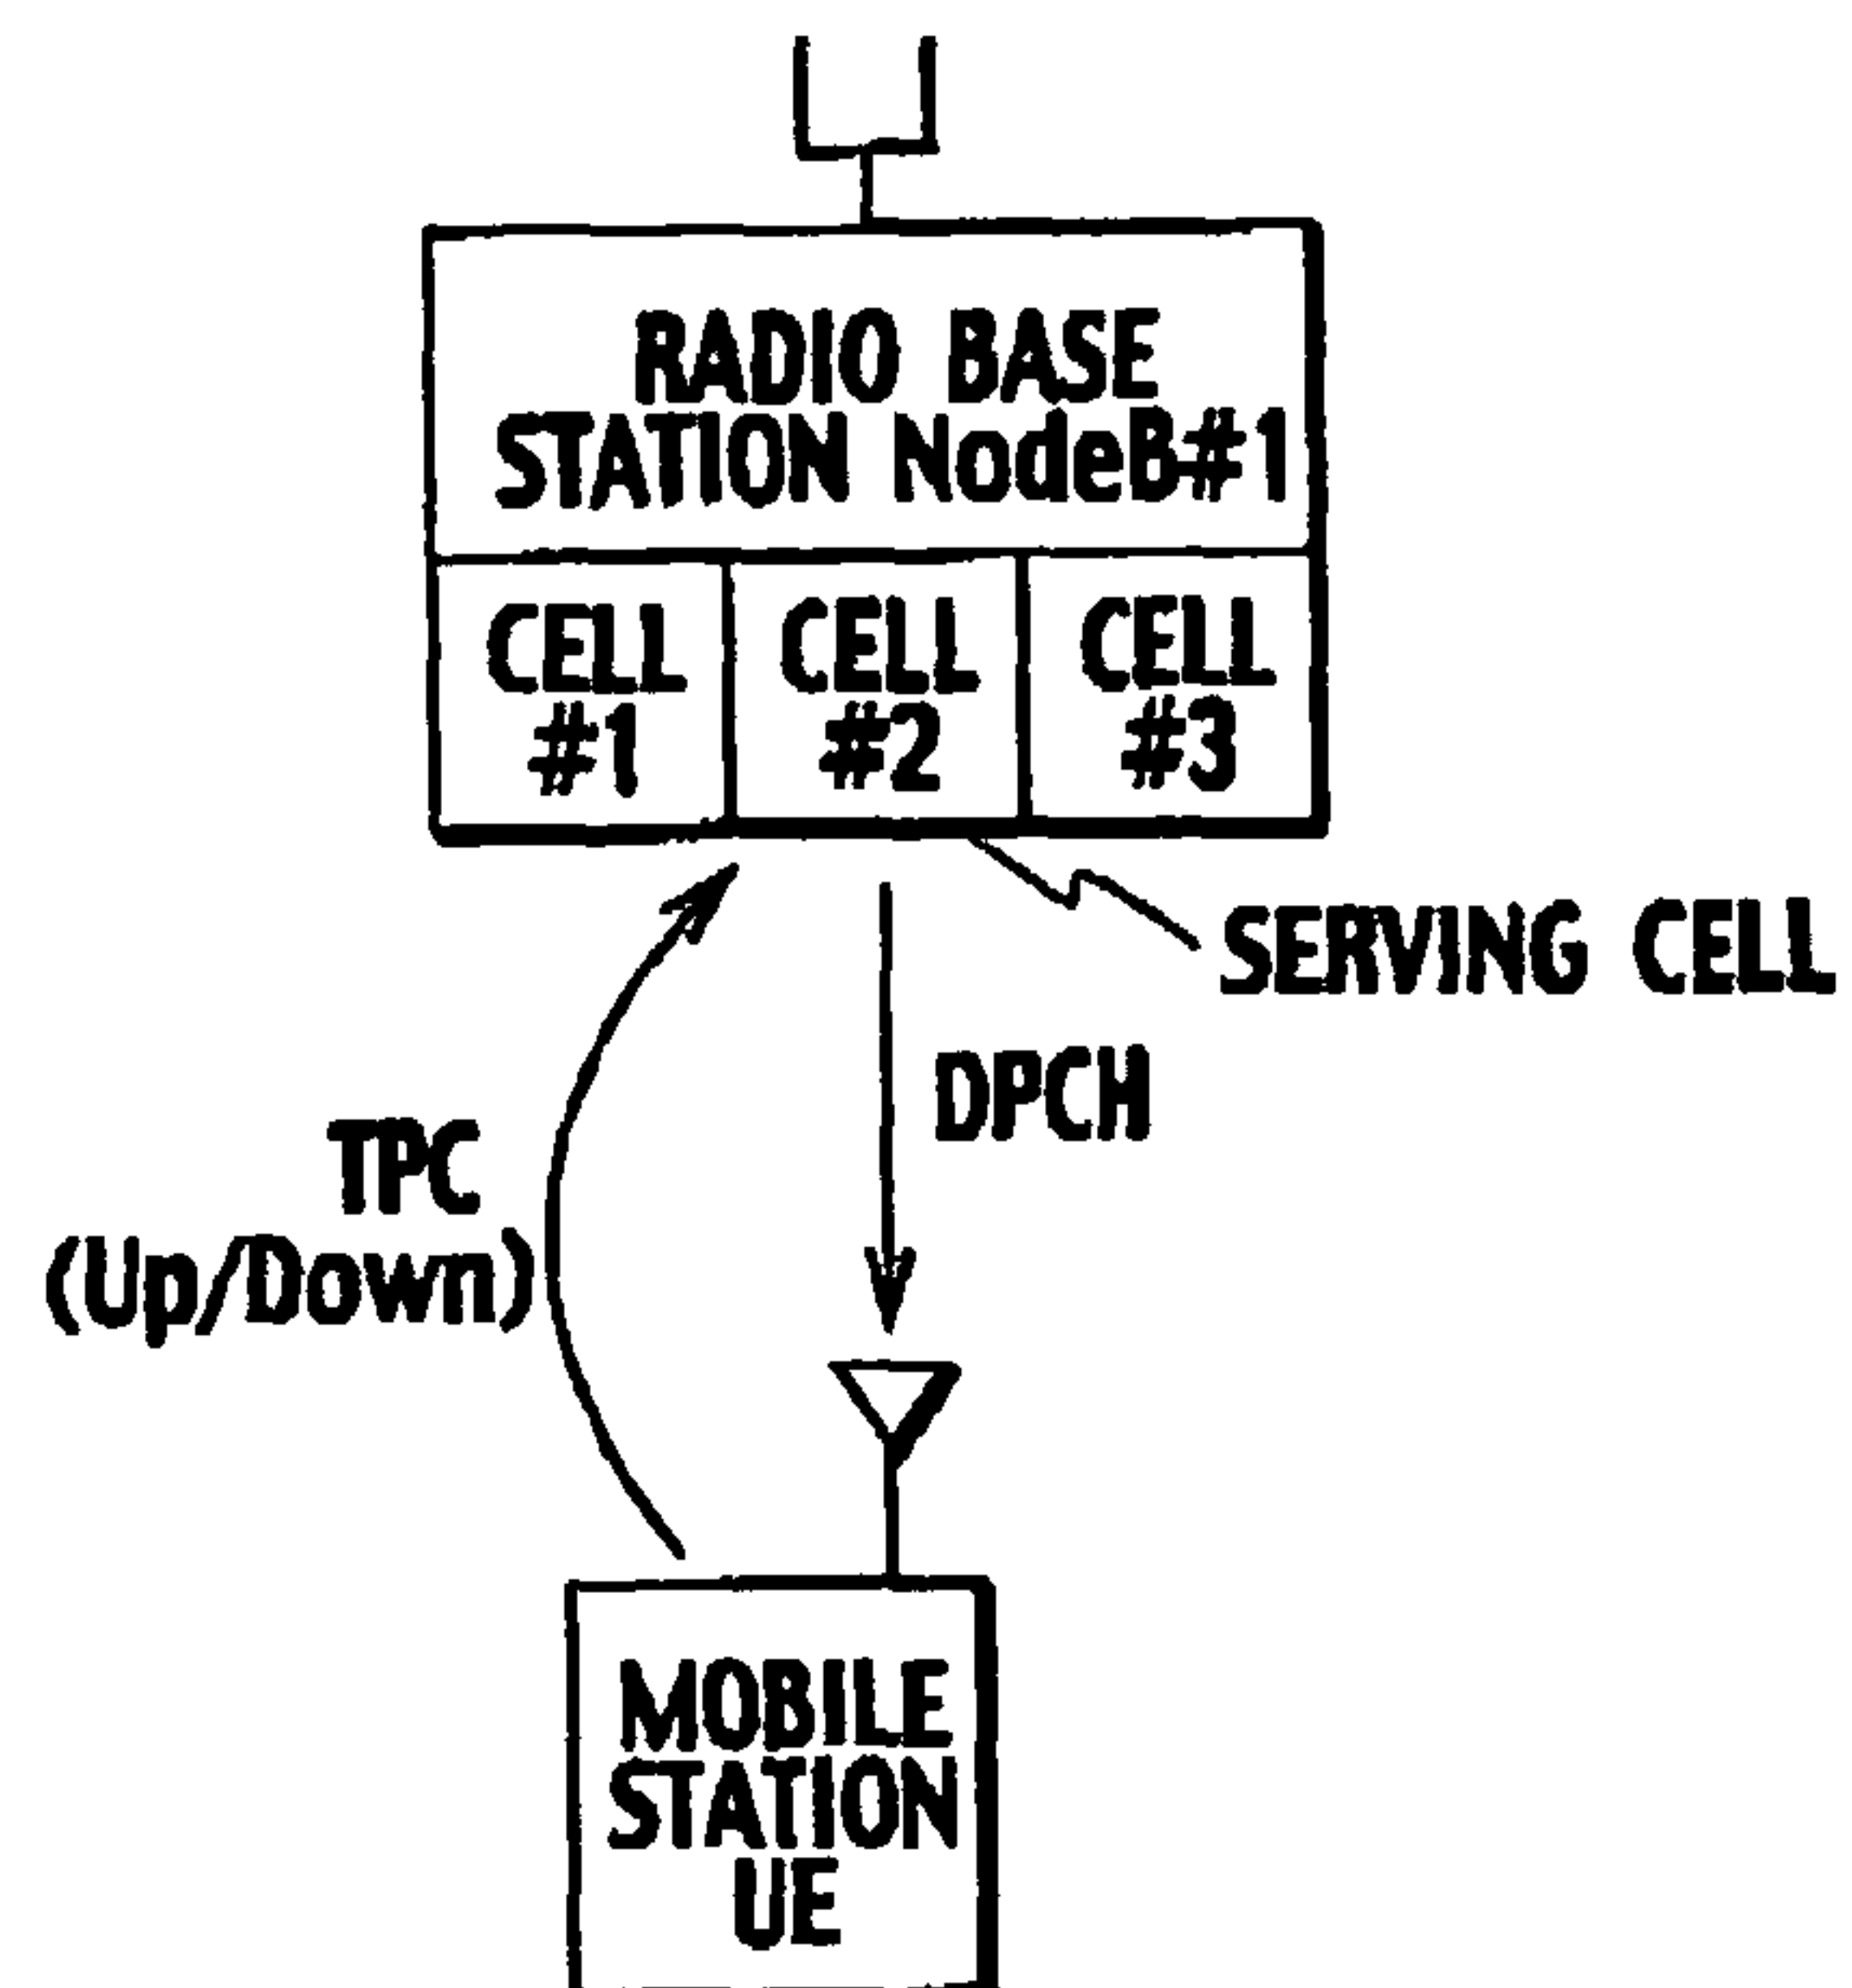 RADIO BASE
STATION NodeB#1
CELL
#1
CELL
#2
CELL
#3
SERVING CELL
DPCH
TPC
(Up/Down)
MOBILE
STATION
UE